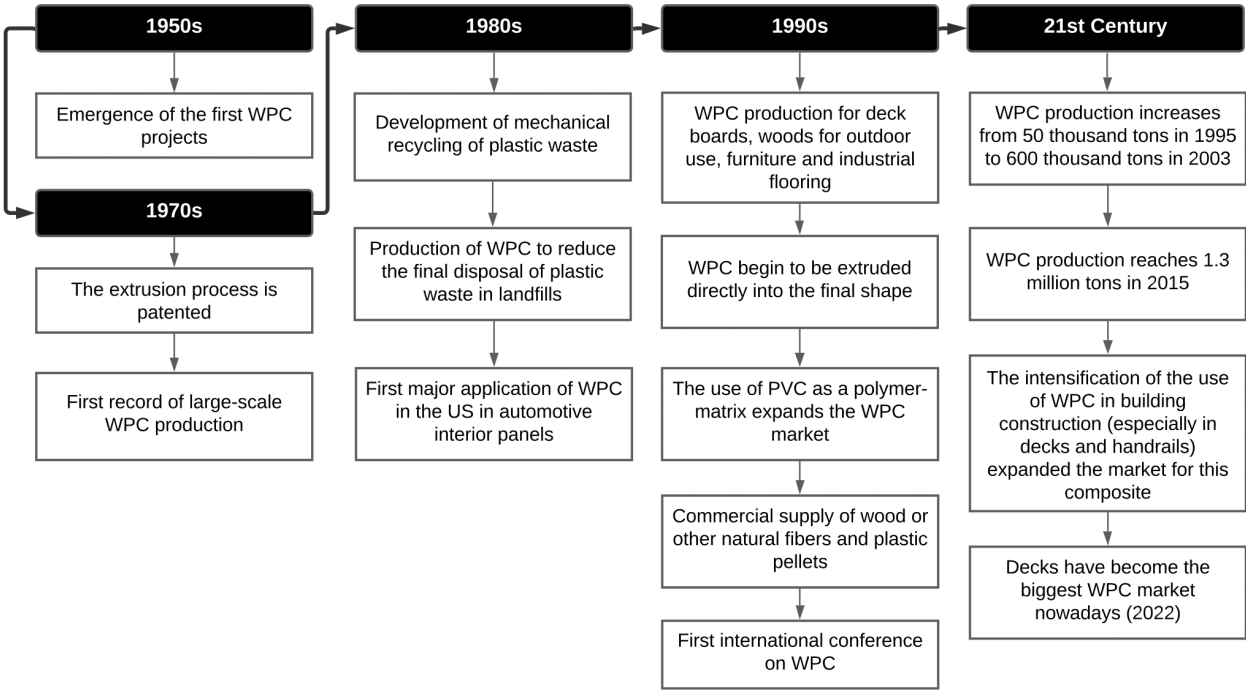 1950s
Emergence of the first WPC
projects
1970s
The extrusion process is
patented
First record of large-scale
WPC production
1980s
Development of mechanical
recycling of plastic waste
Production of WPC to reduce
the final disposal of plastic
waste in landfills
First major application of WPC
in the US in automotive
interior panels
1990s
WPC production for deck
boards, woods for outdoor
use, furniture and industrial
flooring
WPC begin to be extruded
directly into the final shape
The use of PVC as a polymer-
matrix expands the WPC
market
Commercial supply of wood or
other natural fibers and plastic
pellets
First international conference
on WPC
21st Century
WPC production increases
from 50 thousand tons in 1995
to 600 thousand tons in 2003
WPC production reaches 1.3
million tons in 2015
The intensification of the use
of WPC in building
construction (especially in
decks and handrails)
expanded the market for this
composite
Decks have become the
biggest WPC market
nowadays (2022)